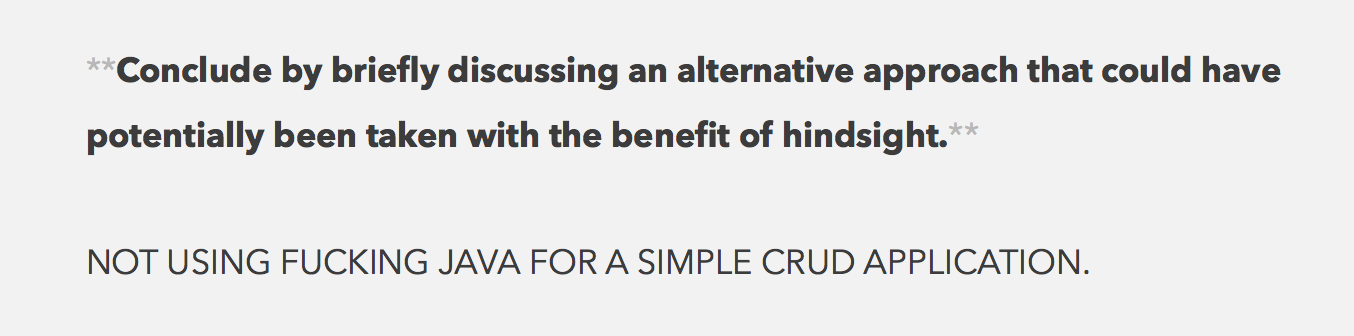 **Conclude by briefly discussing an alternative approach that could have
potentially been taken with the benefit of hindsight.**
NOT USING FUCKING JAVA FOR A SIMPLE CRUD APPLICATION.